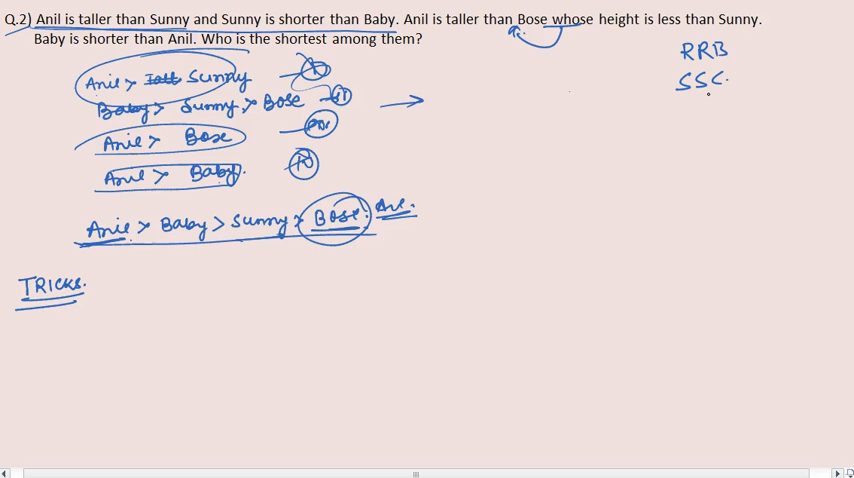 Q.2) Anil is taller than Sunny and Sunny is shorter than Baby. Anil is taller than Bose whose height is less than Sunny.
Baby is shorter than Anil. Who is the shortest among them?
RRB
SSC.
Anil > Tall Sunny
Baby > Sunny > Bose
Anil > Bose
Anil > Baby.
Anil > Baby > Sunny > Bose. Ans.
TRICKS.